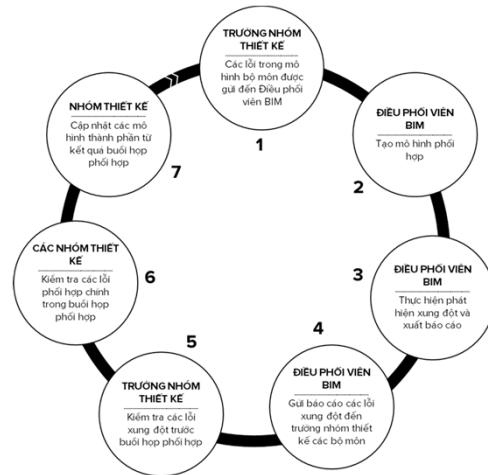 TRƯỞNG NHÓM
THIẾT KẾ
Các lỗi trong mô
hình bộ môn được
gửi đến Điều phối
viên BIM
1
ĐIỀU PHỐI VIÊN
BIM
Tạo mô hình phối
hợp
2
ĐIỀU PHỐI VIÊN
BIM
Thực hiện phát
hiện xung đột và
xuất báo cáo
3
ĐIỀU PHỐI VIÊN
BIM
Gửi báo cáo các lỗi
xung đột đến
trưởng nhóm thiết
kế các bộ môn
4
TRƯỞNG NHÓM
THIẾT KẾ
Kiểm tra các lỗi
xung đột trước
buổi họp phối hợp
5
CÁC NHÓM THIẾT
KẾ
Kiểm tra các lỗi
phối hợp chính
trong buổi họp
phối hợp
6
NHÓM THIẾT KẾ
Cập nhật các mô
hình thành phần từ
kết quả buổi họp
phối hợp
7